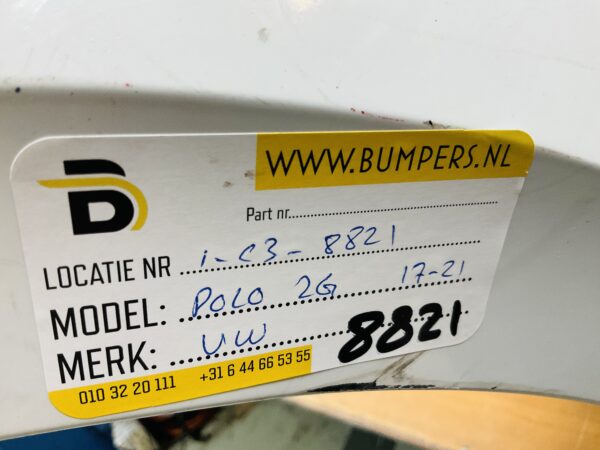 WWW.BUMPERS.NL
Part nr.
LOCATIE NR i-C3-8821
MODEL: POLO 2G 17-21
MERK: VW 8821
010 32 20 111 +31 6 44 66 53 55